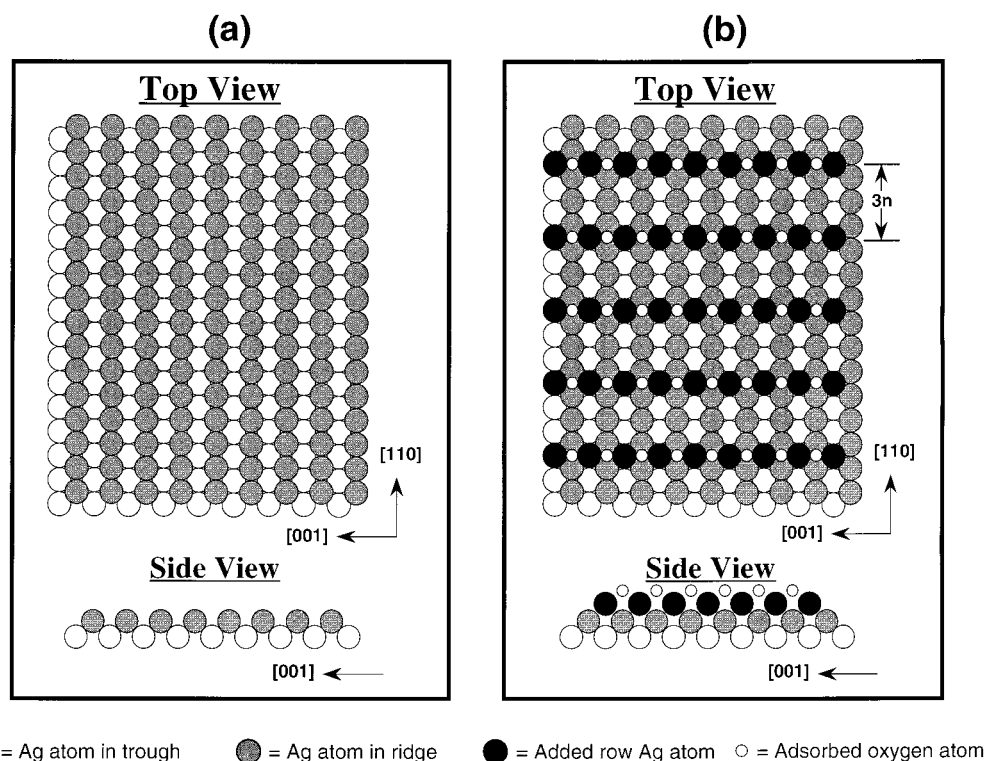 (a)
Top View
[110]
[001]
Side View
[001]
(b)
Top View
3n
[110]
[001]
Side View
[001]
= Ag atom in trough
= Ag atom in ridge
= Added row Ag atom
= Adsorbed oxygen atom